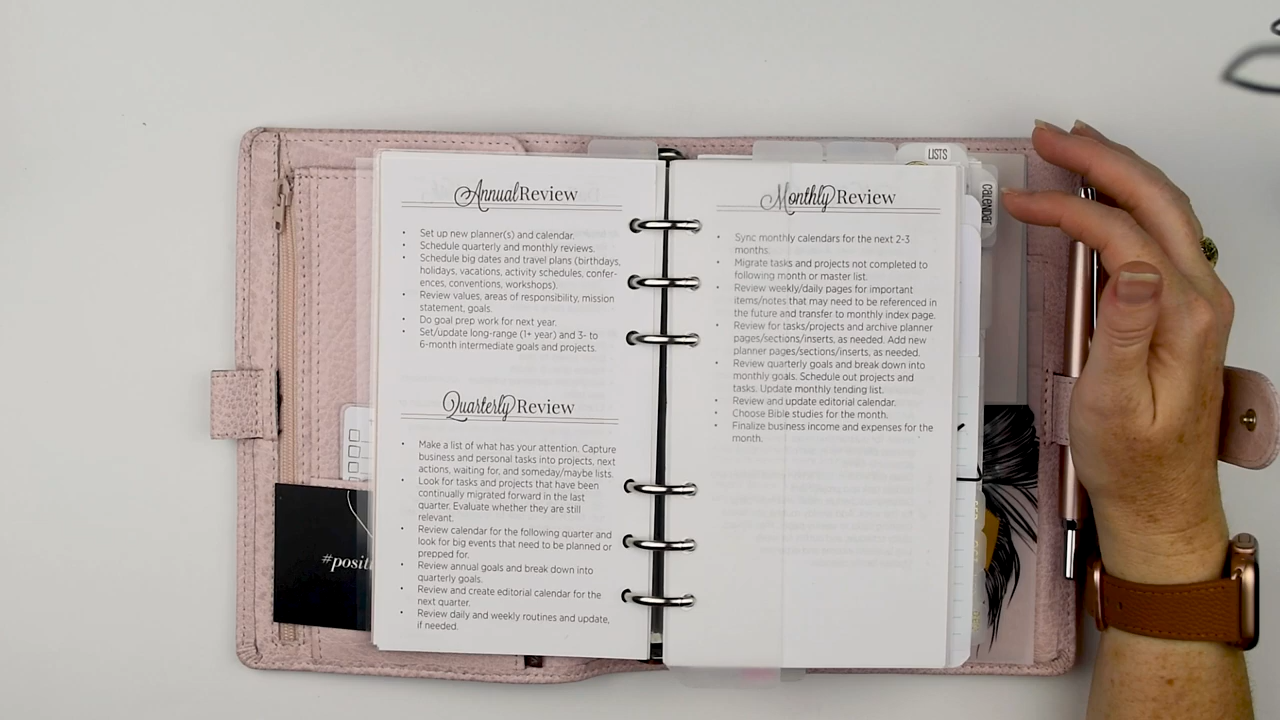 Annual Review
• Set up new planner(s) and calendar.
• Schedule quarterly and monthly reviews.
• Schedule big dates and travel plans (birthdays,
holidays, vacations, activity schedules, confer-
ences, conventions, workshops).
• Review values, areas of responsibility, mission
statement, goals.
• Do goal prep work for next year.
• Set/update long-range (1+ year) and 3- to
6-month intermediate goals and projects.
Quarterly Review
• Make a list of what has your attention. Capture
business and personal tasks into projects, next
actions, waiting for, and someday/maybe lists.
• Look for tasks and projects that have been
continually migrated forward in the last
quarter. Evaluate whether they are still
relevant.
• Review calendar for the following quarter and
look for big events that need to be planned or
prepped for.
• Review annual goals and break down into
quarterly goals.
• Review and create editorial calendar for the
next quarter.
• Review daily and weekly routines and update,
if needed.
#posit
Monthly Review
• Sync monthly calendars for the next 2-3
months.
• Migrate tasks and projects not completed to
following month or master list.
• Review weekly/daily pages for important
items/notes that may need to be referenced in
the future and transfer to monthly index page.
• Review for tasks/projects and archive planner
pages/sections/inserts, as needed. Add new
planner pages/sections/inserts, as needed.
• Review quarterly goals and break down into
monthly goals. Schedule out projects and
tasks. Update monthly tending list.
• Review and update editorial calendar.
• Choose Bible studies for the month.
• Finalize business income and expenses for the
month.
LISTS
CALENDAR